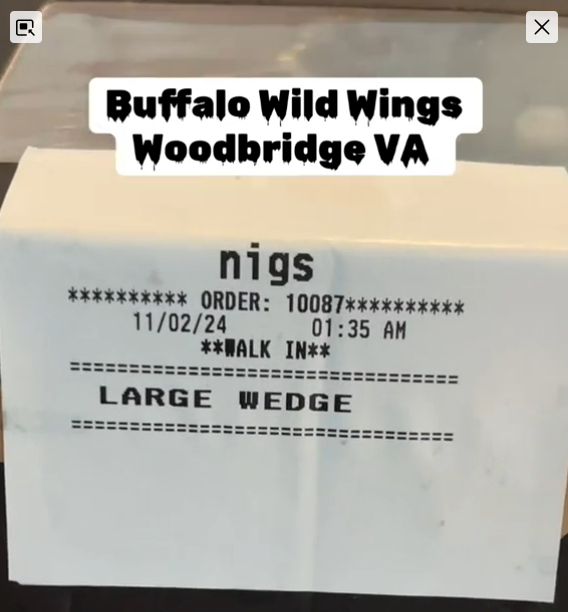 Buffalo Wild Wings
Woodbridge VA
nigs
********** ORDER: 10087**********
11/02/24 01:35 AM
**WALK IN**
==================================
LARGE WEDGE
==================================